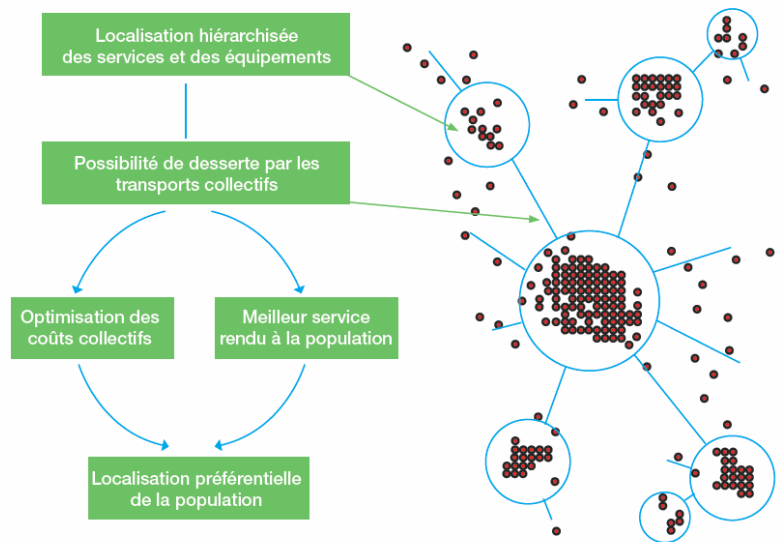 Localisation hiérarchisée
des services et des équipements
Possibilité de desserte par les
transports collectifs
Optimisation des
coûts collectifs
Meilleur service
rendu à la population
Localisation préférentielle
de la population